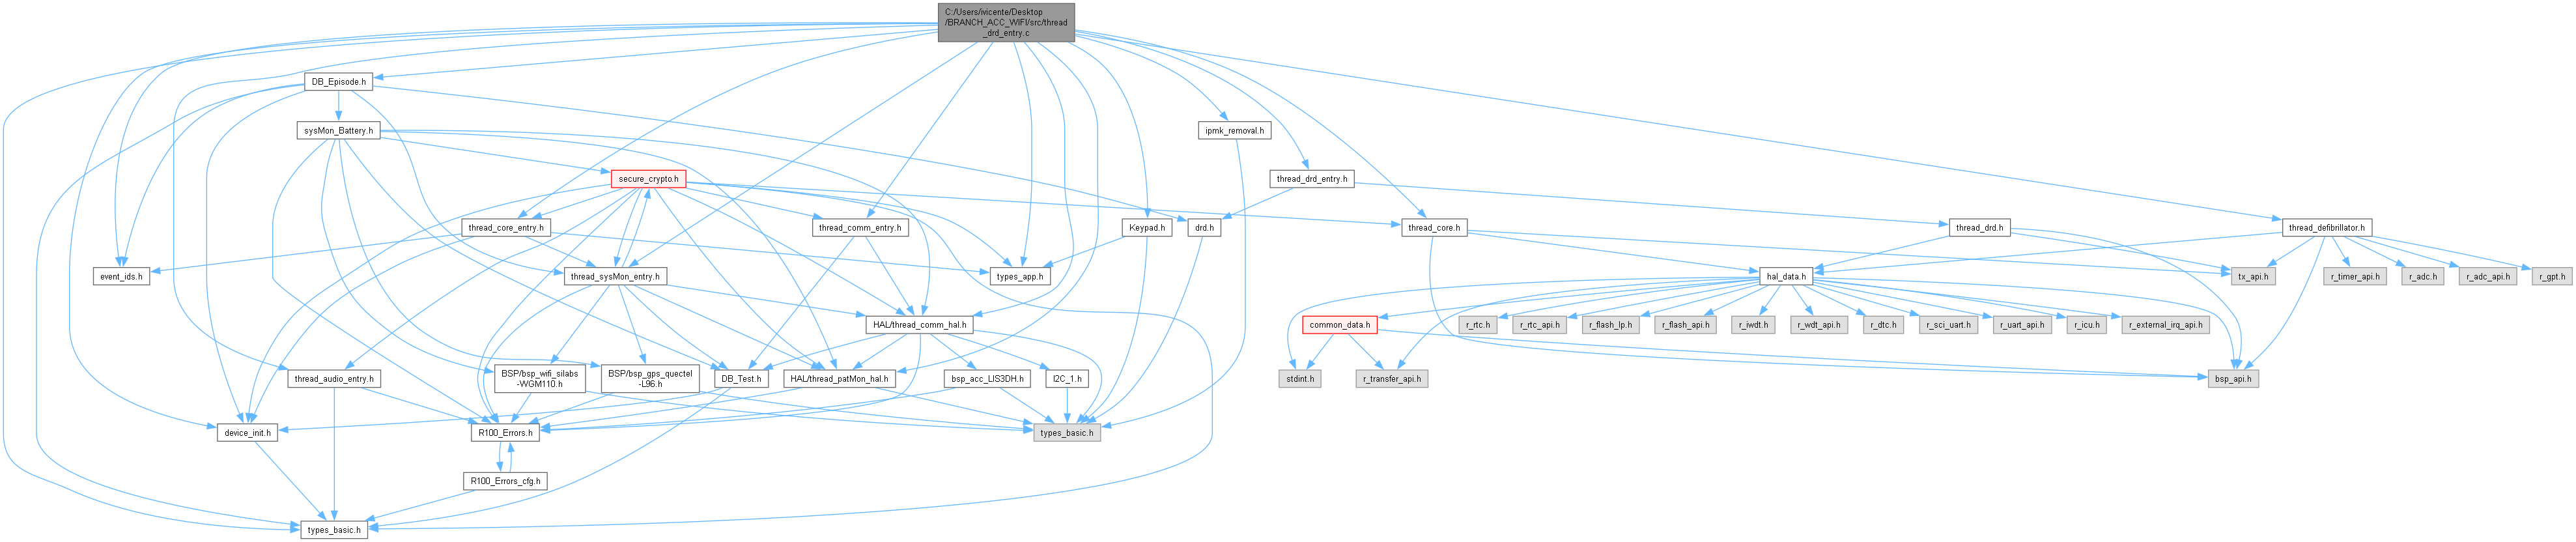 C:/Users/ivicente/Desktop
/BRANCH_ACC_WIFI/src/thread
_drd_entry.c
DB_Episode.h
sysMon_Battery.h
ipmk_removal.h
secure_crypto.h
thread_drd_entry.h
thread_core_entry.h
thread_comm_entry.h
Keypad.h
drd.h
thread_core.h
thread_drd.h
thread_defibrillator.h
event_ids.h
thread_sysMon_entry.h
types_app.h
hal_data.h
tx_api.h
r_timer_api.h
r_adc.h
r_adc_api.h
r_gpt.h
HAL/thread_comm_hal.h
common_data.h
r_rtc.h
r_rtc_api.h
r_flash_lp.h
r_flash_api.h
r_iwdt.h
r_wdt_api.h
r_dtc.h
r_sci_uart.h
r_uart_api.h
r_icu.h
r_external_irq_api.h
thread_audio_entry.h
BSP/bsp_wifi_silabs
-WGM110.h
BSP/bsp_gps_quectel
-L96.h
DB_Test.h
HAL/thread_patMon_hal.h
bsp_acc_LIS3DH.h
I2C_1.h
stdint.h
r_transfer_api.h
bsp_api.h
device_init.h
R100_Errors.h
types_basic.h
R100_Errors_cfg.h
types_basic.h